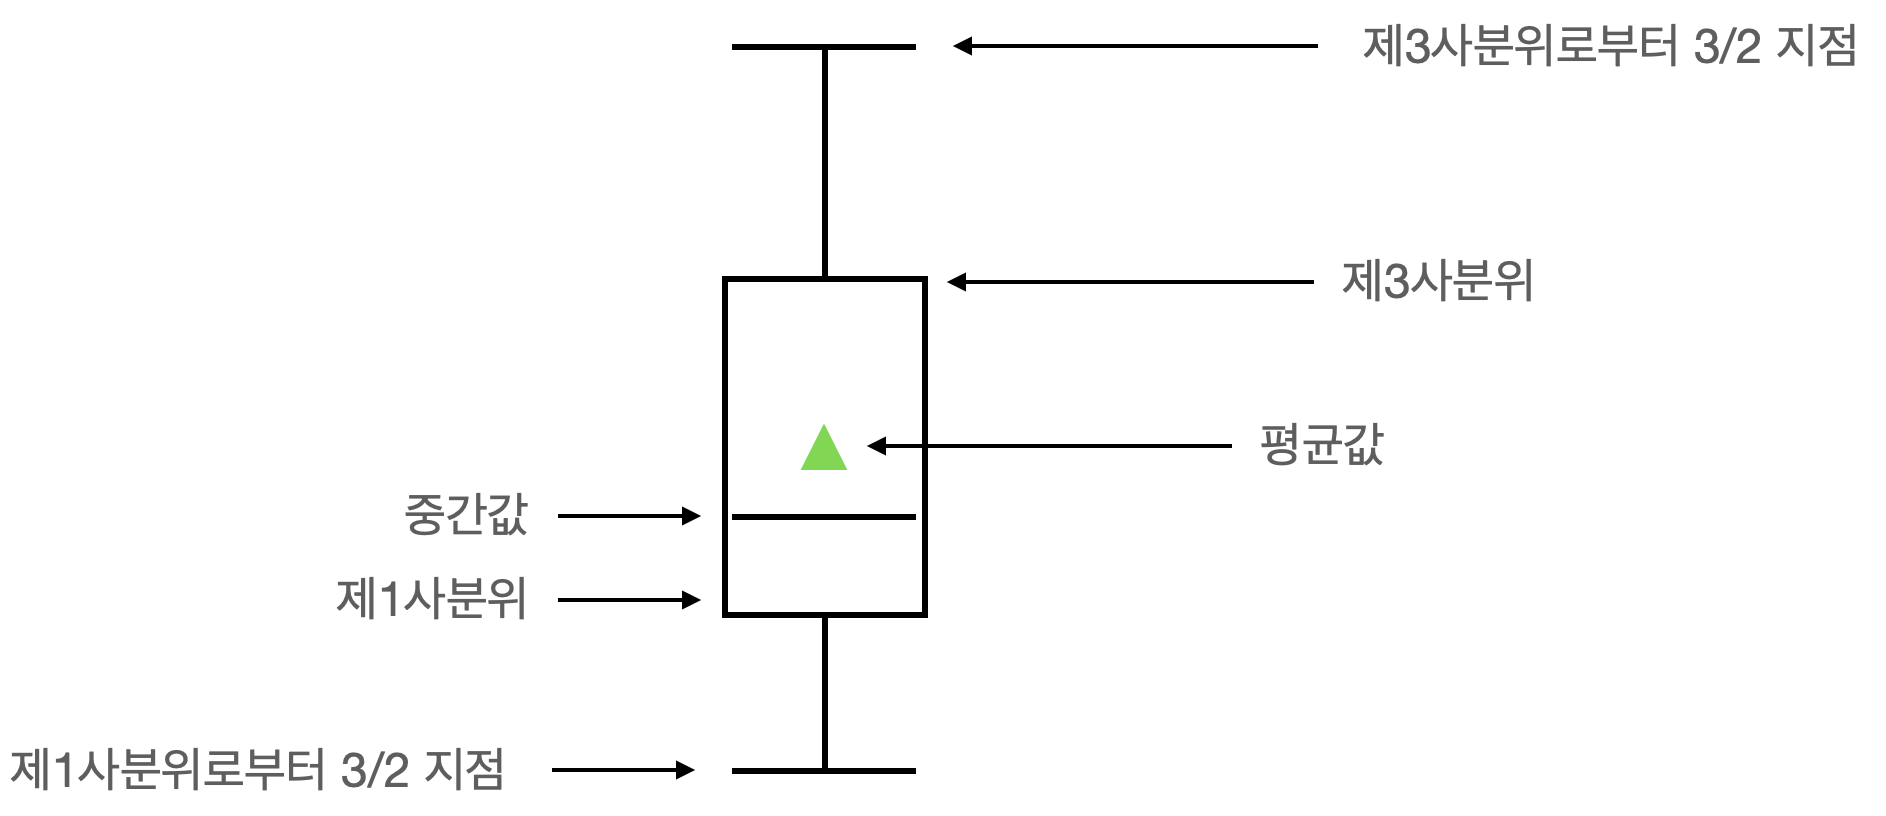 제3사분위로부터 3/2 지점
제3사분위
평균값
중간값
제1사분위
제1사분위로부터 3/2 지점